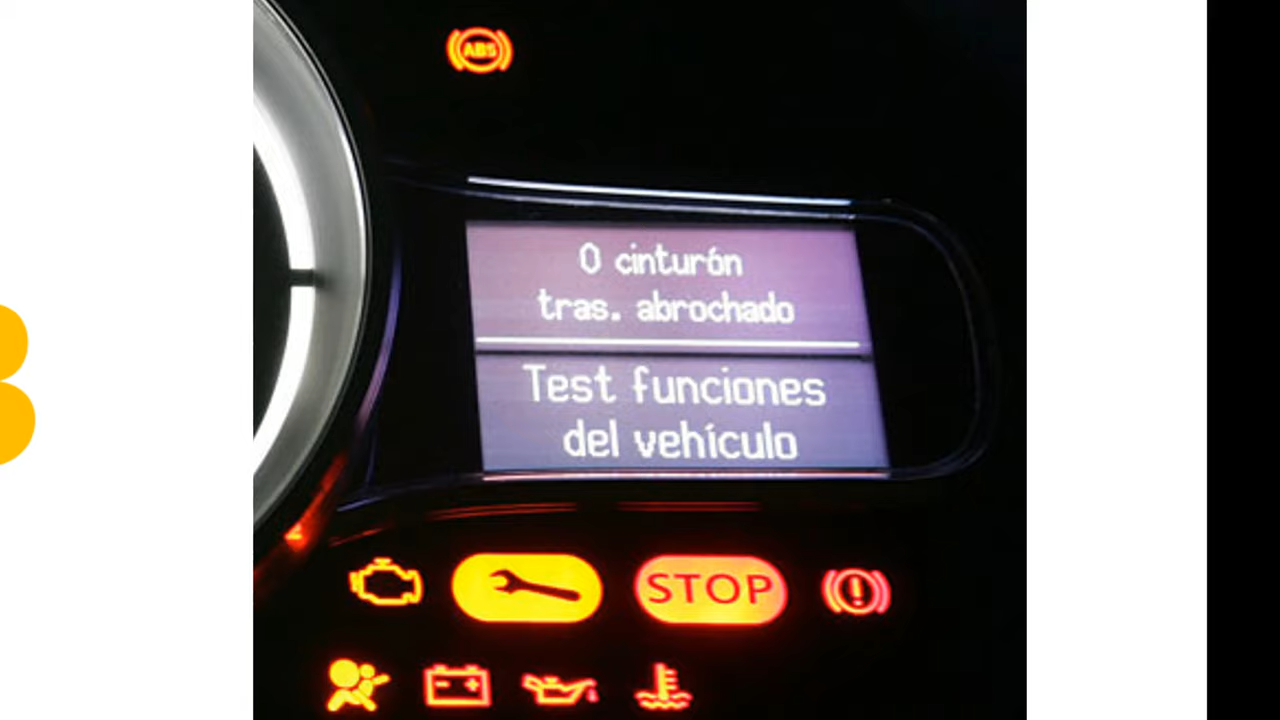 ABS
0 cinturón
tras. abrochado
Test funciones
del vehículo
STOP